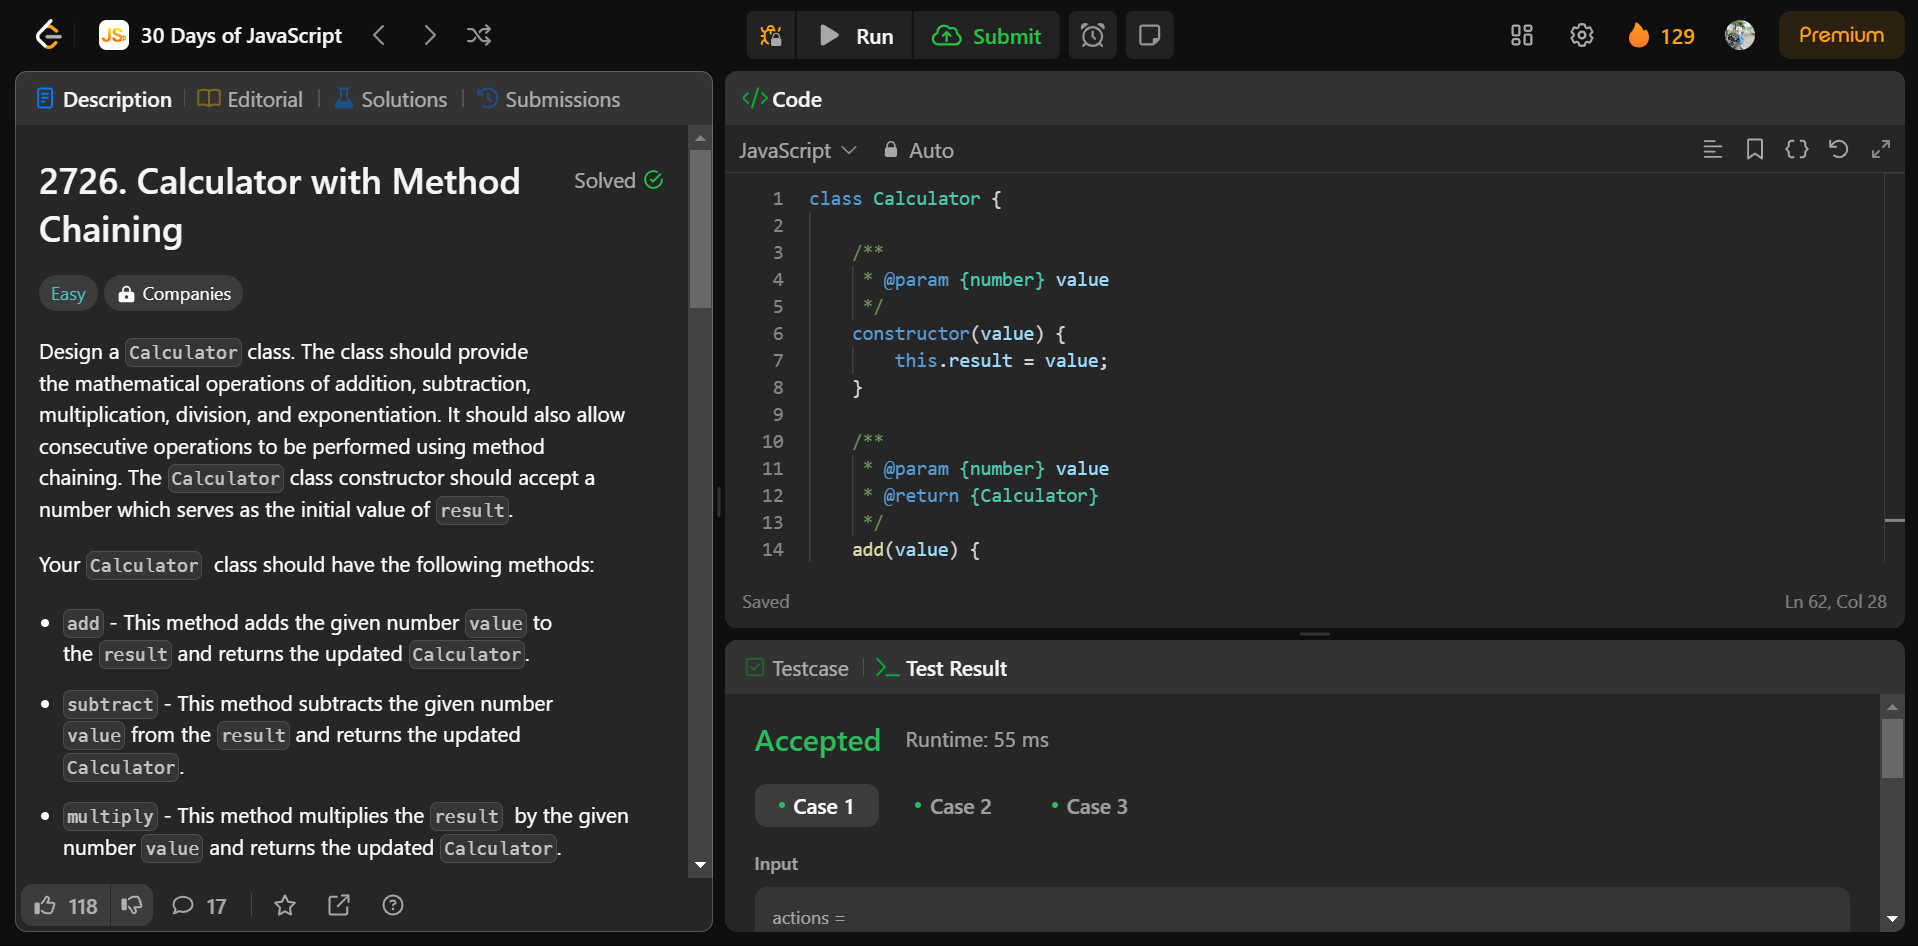 JS 30 Days of JavaScript
Run
Submit
129
Premium
Description
Editorial
Solutions
Submissions
2726. Calculator with Method
Chaining
Solved
Easy
Companies
Design a Calculator class. The class should provide
the mathematical operations of addition, subtraction,
multiplication, division, and exponentiation. It should also allow
consecutive operations to be performed using method
chaining. The Calculator class constructor should accept a
number which serves as the initial value of result.
Your Calculator class should have the following methods:
• add - This method adds the given number value to
the result and returns the updated Calculator.
• subtract - This method subtracts the given number
value from the result and returns the updated
Calculator.
• multiply - This method multiplies the result by the given
number value and returns the updated Calculator.
118
17
</> Code
JavaScript
Auto
1 class Calculator {
2
3 /**
4 * @param {number} value
5 */
6 constructor(value) {
7 this.result = value;
8 }
9
10 /**
11 * @param {number} value
12 * @return {Calculator}
13 */
14 add(value) {
Saved
Ln 62, Col 28
Testcase
>_ Test Result
Accepted
Runtime: 55 ms
• Case 1
• Case 2
• Case 3
Input
actions =